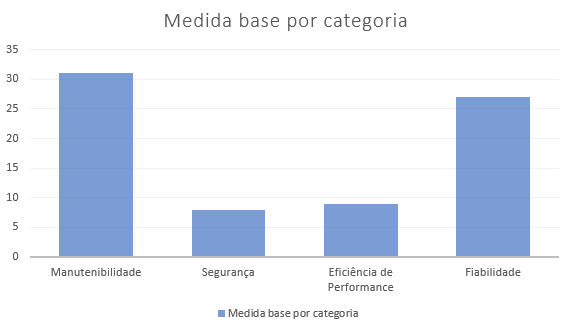 Medida base por categoria
35
30
25
20
15
10
5
0
Manutenibilidade
Segurança
Eficiência de
Performance
Fiabilidade
Medida base por categoria